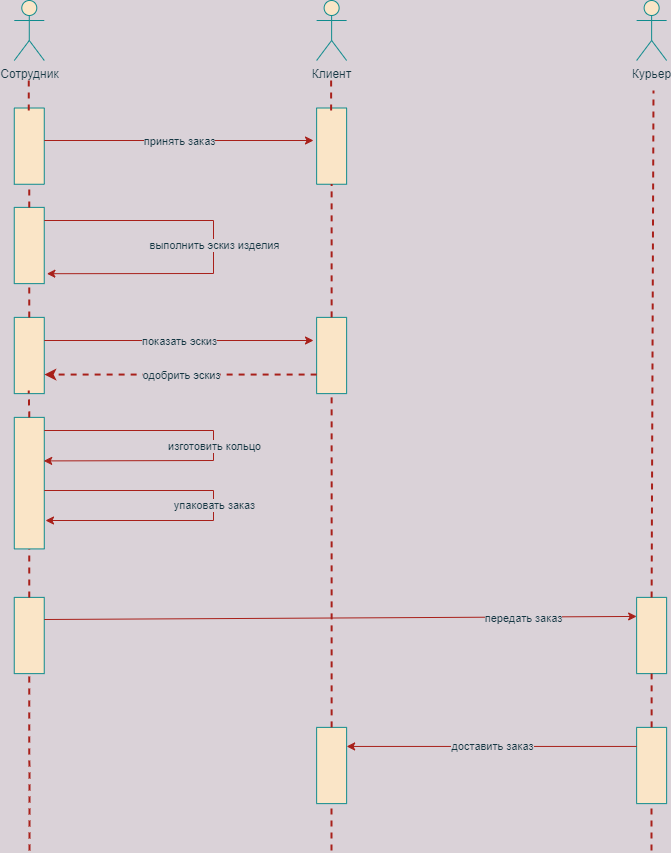 Сотрудник
Клиент
Курьер
принять заказ
выполнить эскиз изделия
показать эскиз
одобрить эскиз
изготовить кольцо
упаковать заказ
передать заказ
доставить заказ